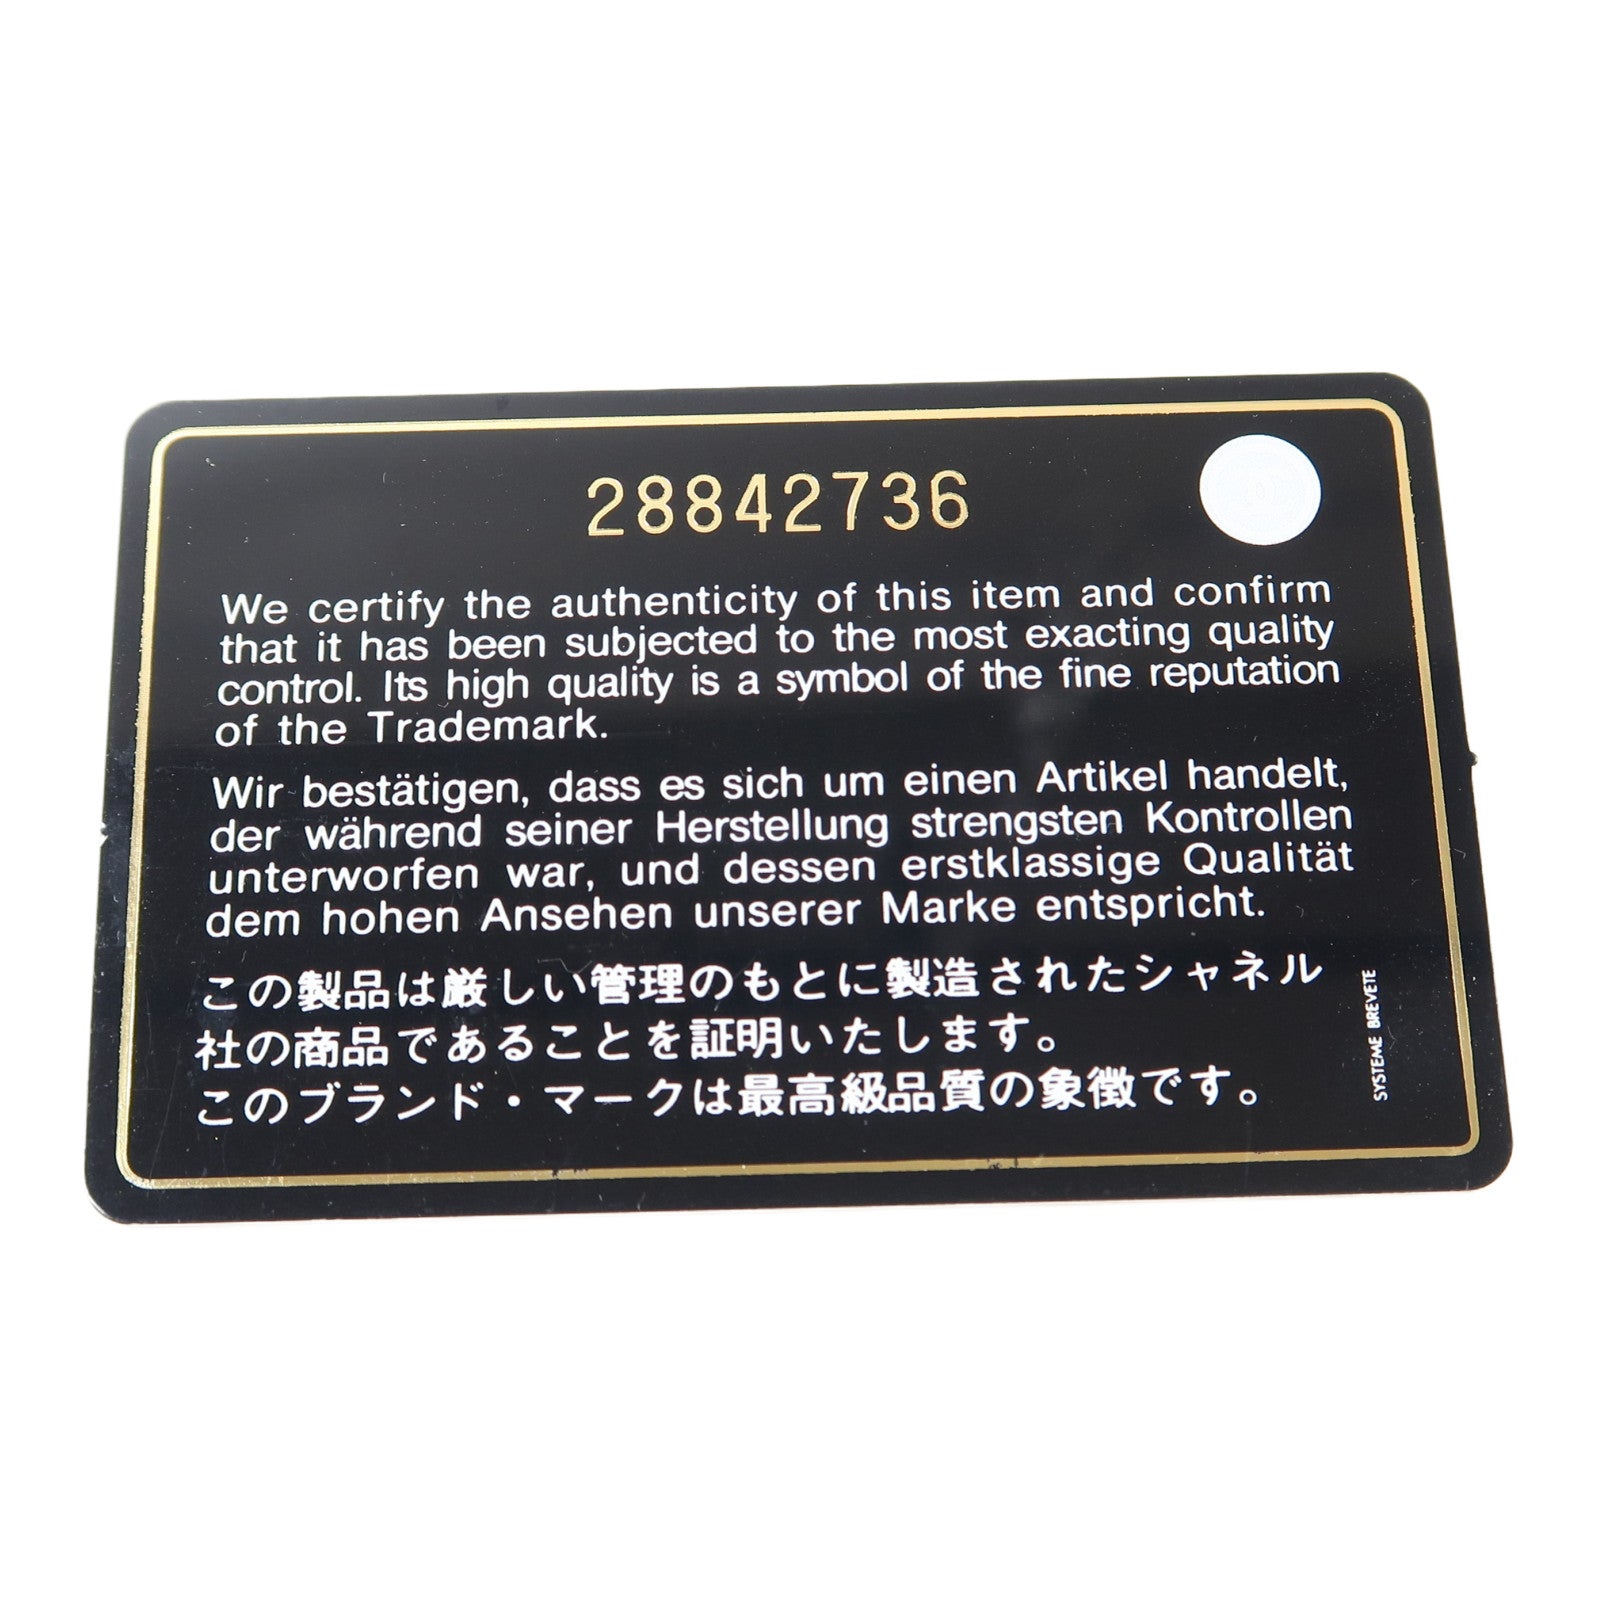 28842736
We certify the authenticity of this item and confirm
that it has been subjected to the most exacting quality
control. Its high quality is a symbol of the fine reputation
of the Trademark.
Wir bestätigen, dass es sich um einen Artikel handelt,
der während seiner Herstellung strengsten Kontrollen
unterworfen war, und dessen erstklassige Qualität
dem hohen Ansehen unserer Marke entspricht.
この製品は厳しい管理のもとに製造されたシャネル
社の商品であることを証明いたします。
このブランド・マークは最高級品質の象徴です。
SYSTEME BREVETE